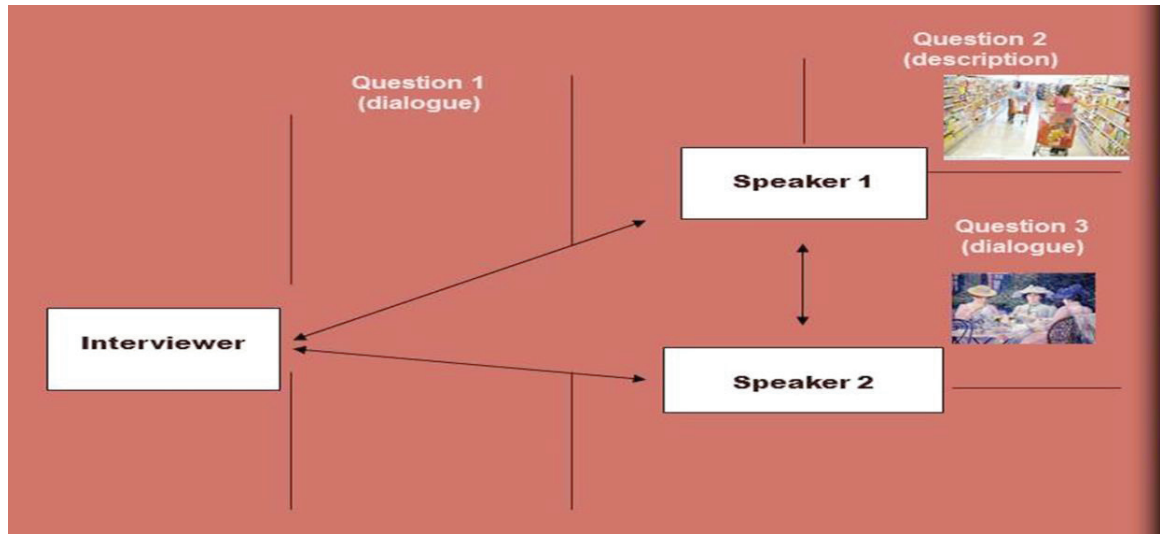 Question 2
(description)
Question 1
(dialogue)
Speaker 1
Question 3
(dialogue)
Interviewer
Speaker 2